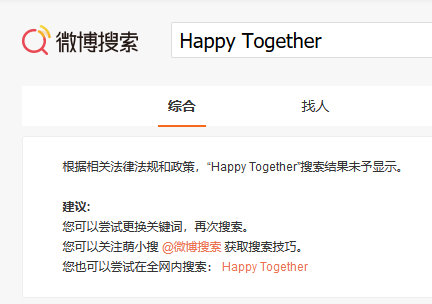 微博搜索
Happy Together
综合 找人
根据相关法律法规和政策，“Happy Together”搜索结果未予显示。
建议:
您可以尝试更换关键词，再次搜索。
您可以关注萌小搜 @微博搜索 获取搜索技巧。
您也可以尝试在全网内搜索： Happy Together